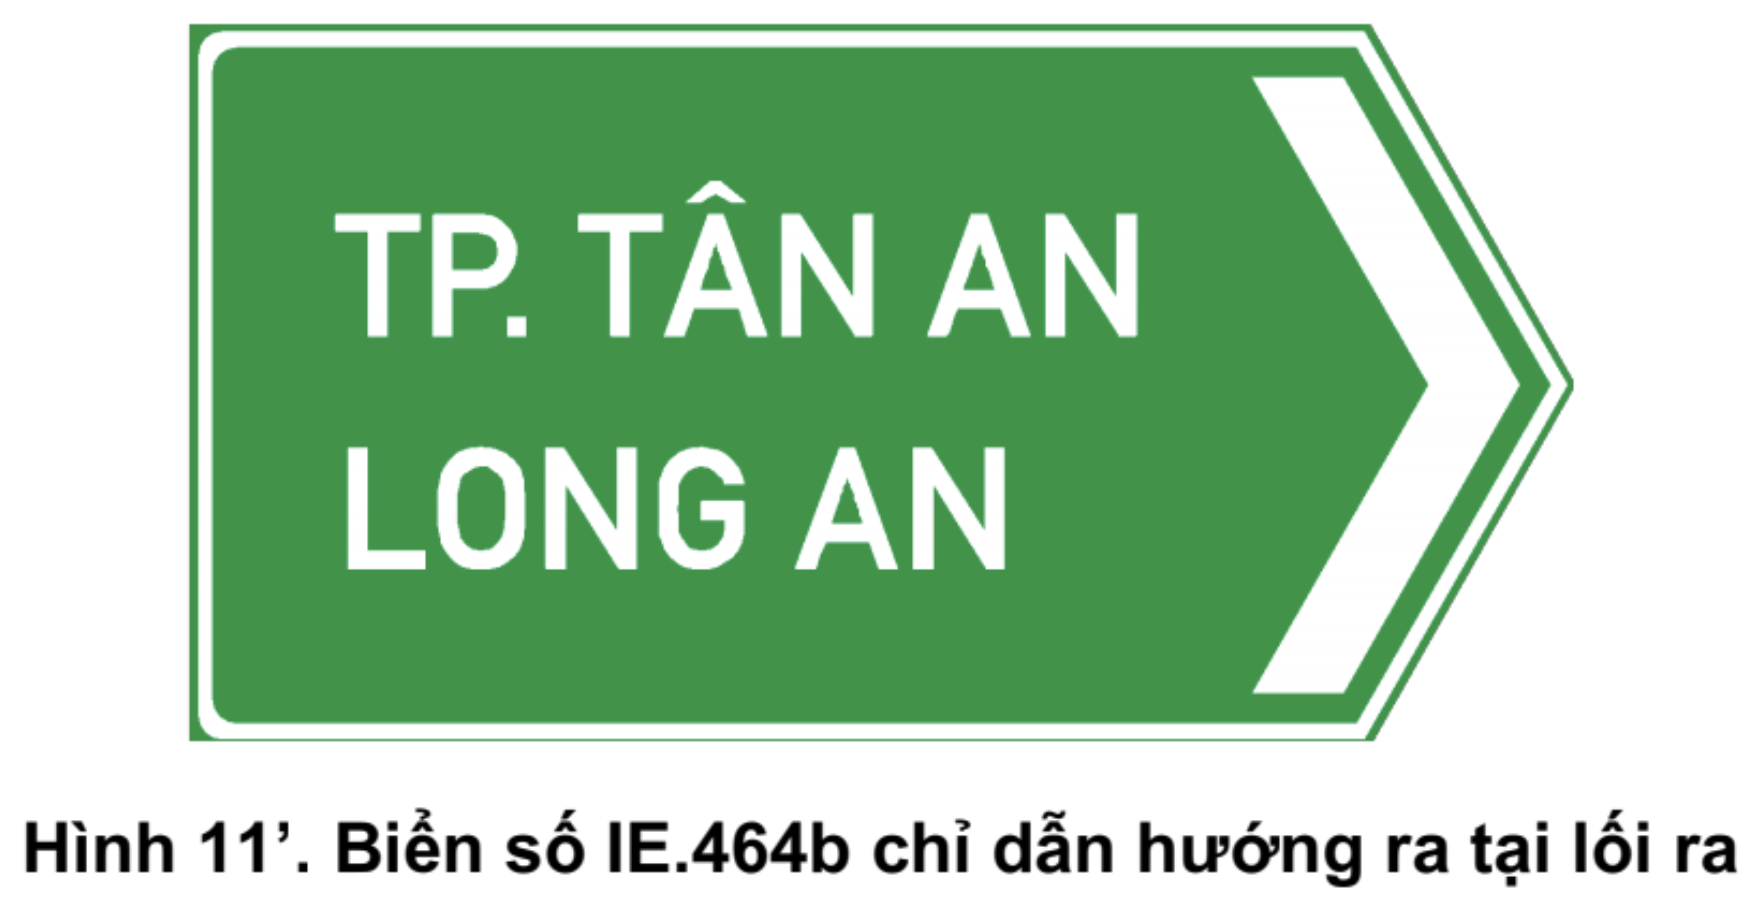 TP. TÂN AN
LONG AN
Hình 11’. Biển số IE.464b chỉ dẫn hướng ra tại lối ra